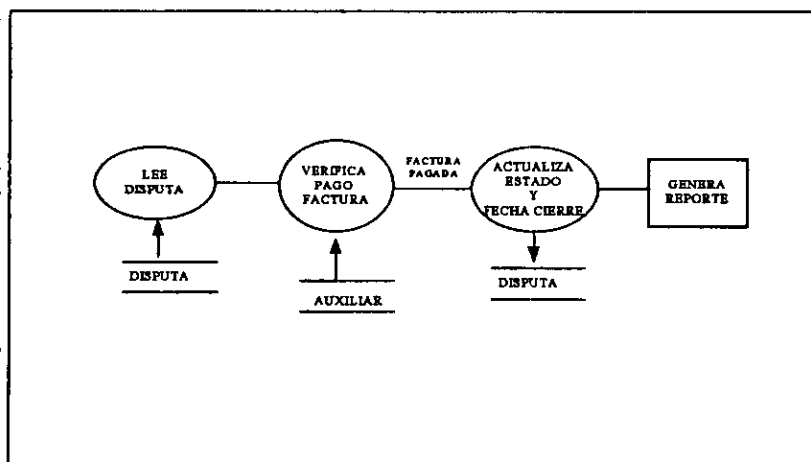 LEE
DISPUTA
DISPUTA
VERIFICA
PAGO
FACTURA
AUXILIAR
FACTURA
PAGADA
ACTUALIZA
ESTADO
Y
FECHA CIERRE
DISPUTA
GENERA
REPORTE